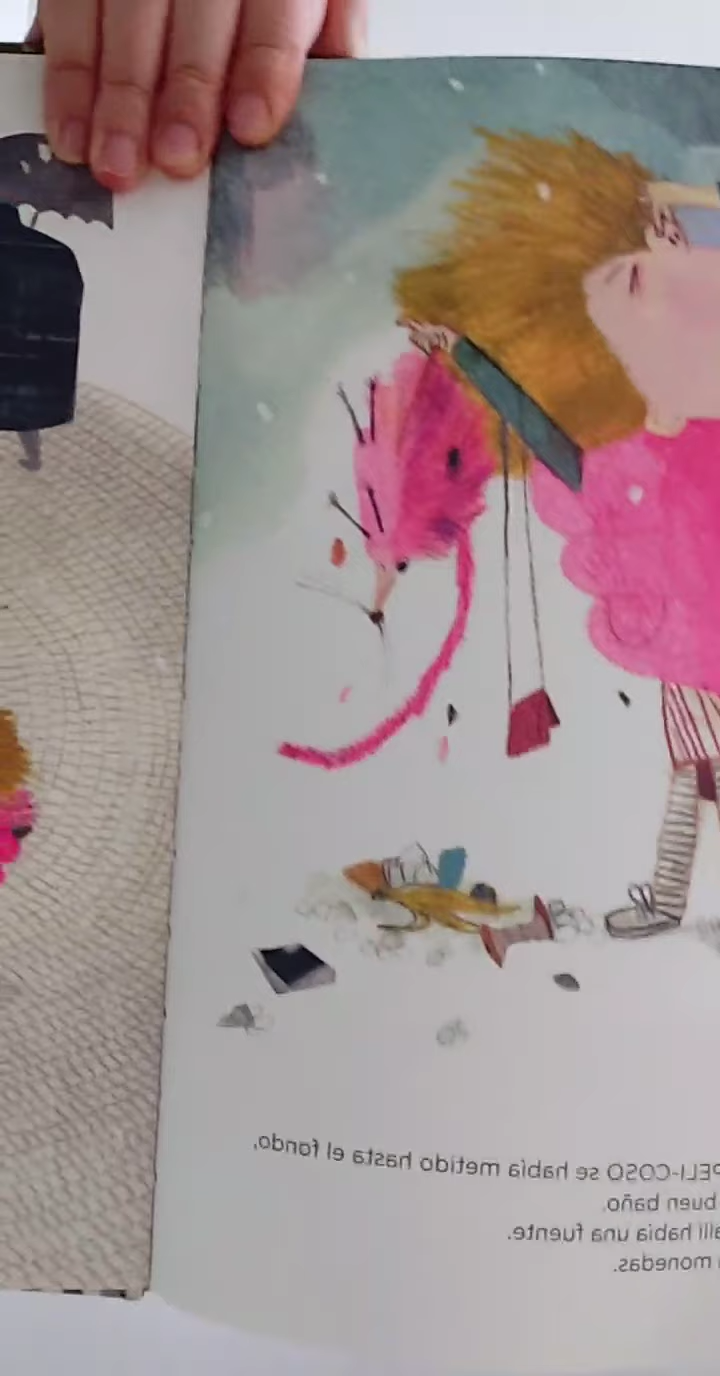 PELI-COSO se había metido hasta el fondo,
buen baño.
allí había una fuente.
monedas.